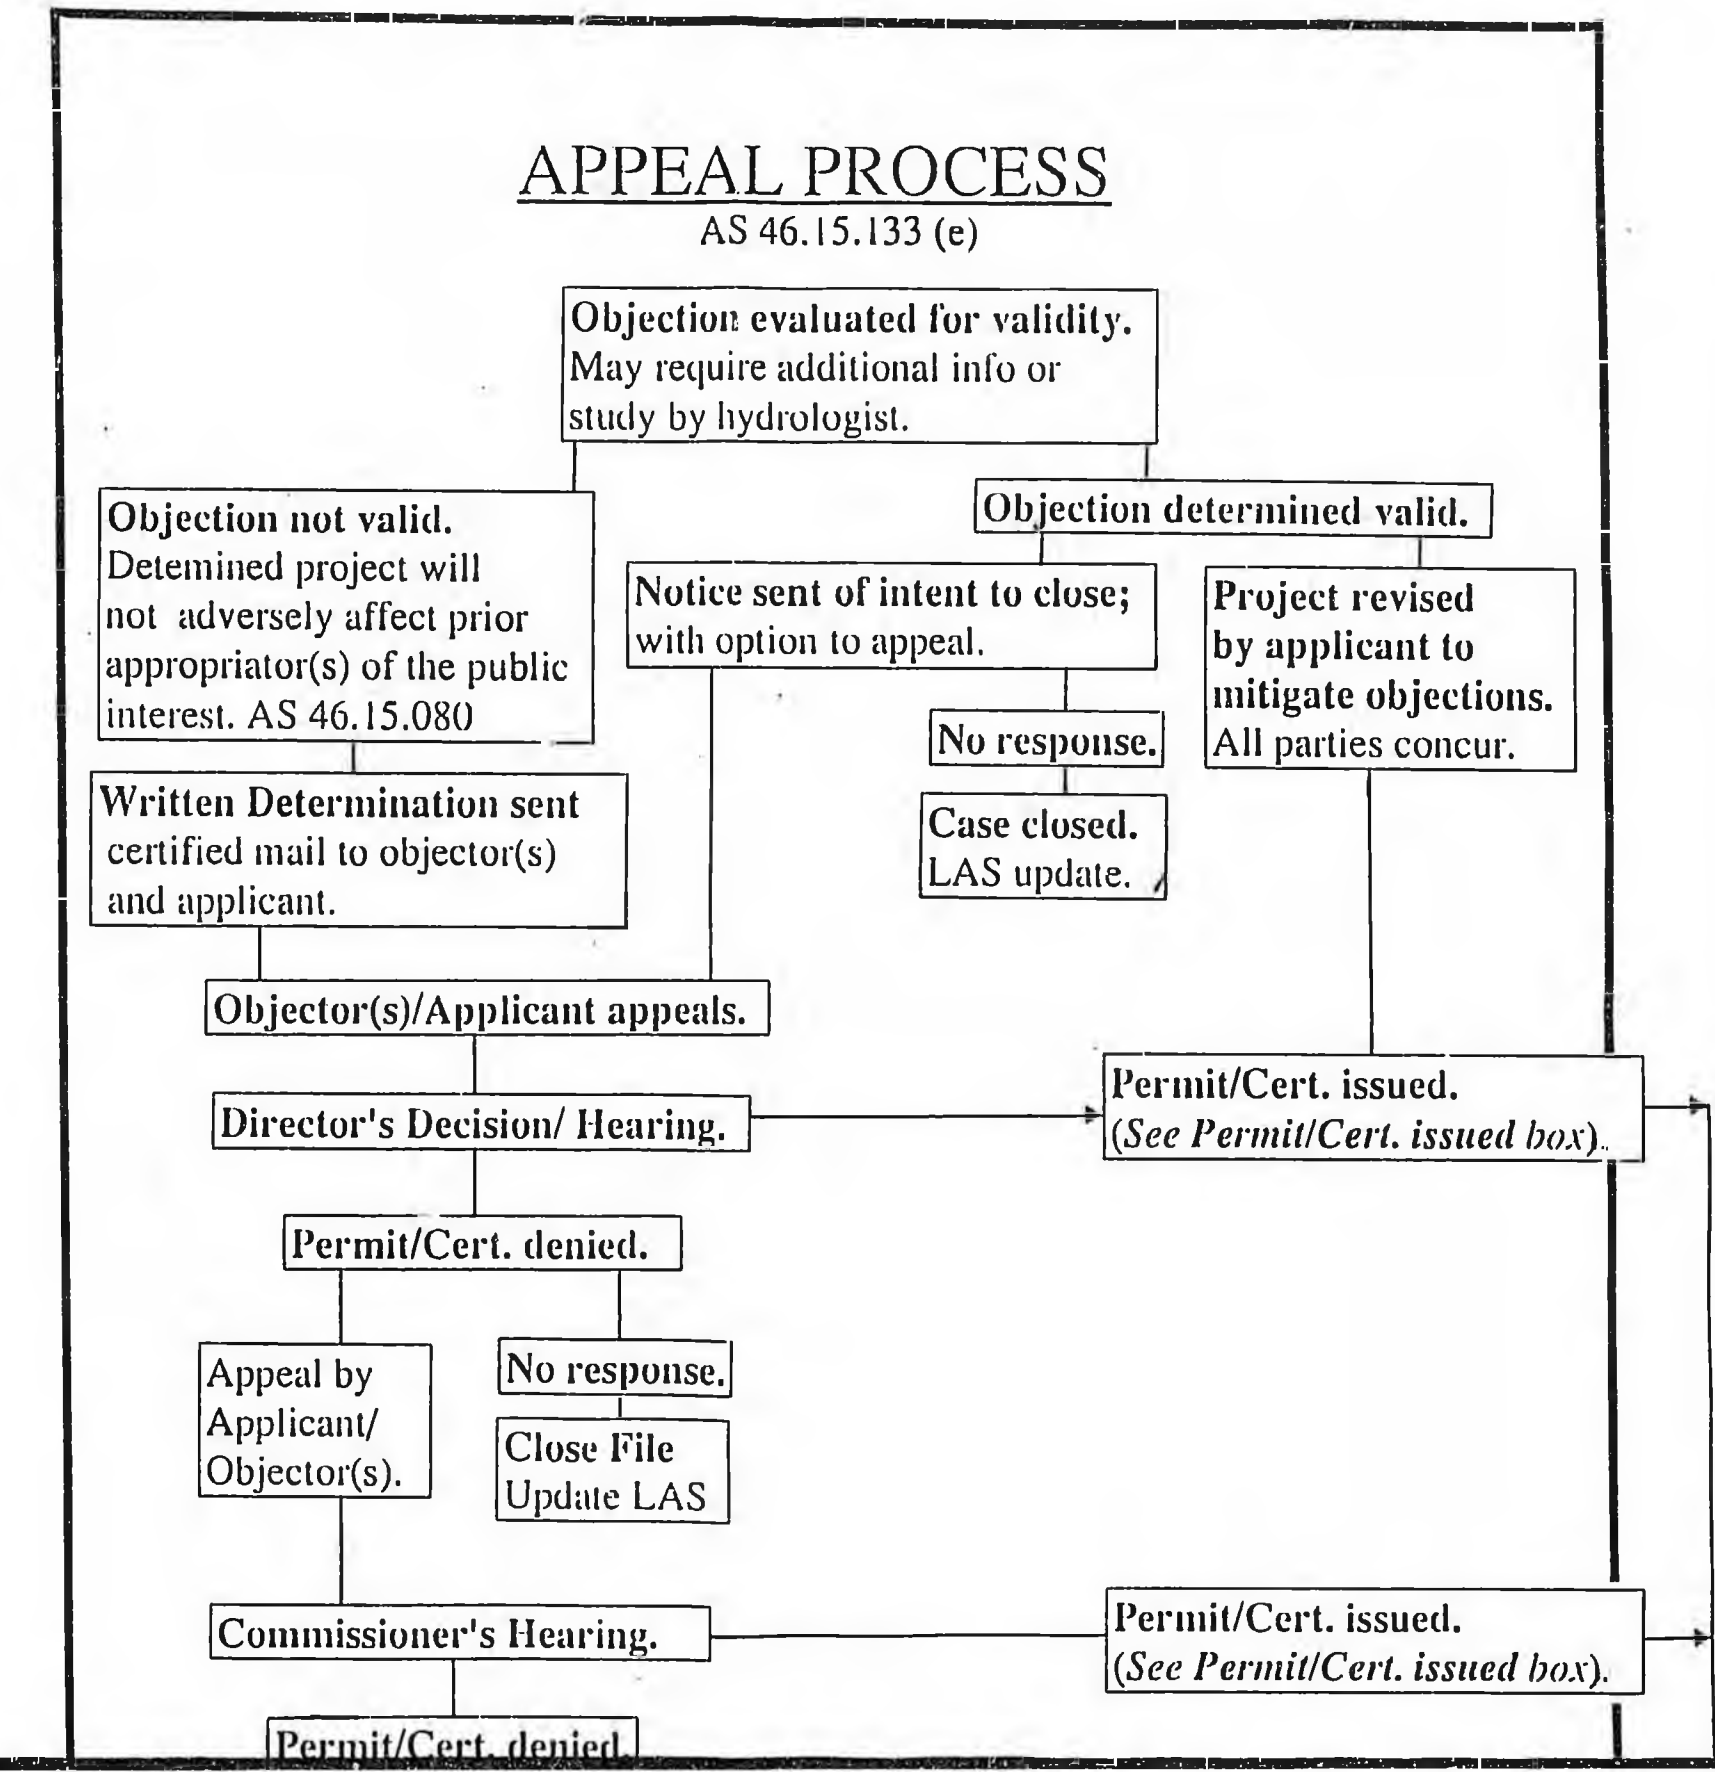 APPEAL PROCESS
AS 46.15.133 (e)
Objection evaluated for validity.
May require additional info or
study by hydrologist.
Objection not valid.
Detemined project will
not adversely affect prior
appropriator(s) of the public
interest. AS 46.15.080
Written Determination sent
certified mail to objector(s)
and applicant.
Objection determined valid.
Notice sent of intent to close;
with option to appeal.
No response.
Case closed.
LAS update.
Project revised
by applicant to
mitigate objections.
All parties concur.
Objector(s)/Applicant appeals.
Director's Decision/ Hearing.
Permit/Cert. issued.
(See Permit/Cert. issued box).
Permit/Cert. denied.
Appeal by
Applicant/
Objector(s).
No response.
Close File
Update LAS
Commissioner's Hearing.
Permit/Cert. issued.
(See Permit/Cert. issued box).
Permit/Cert. denied.